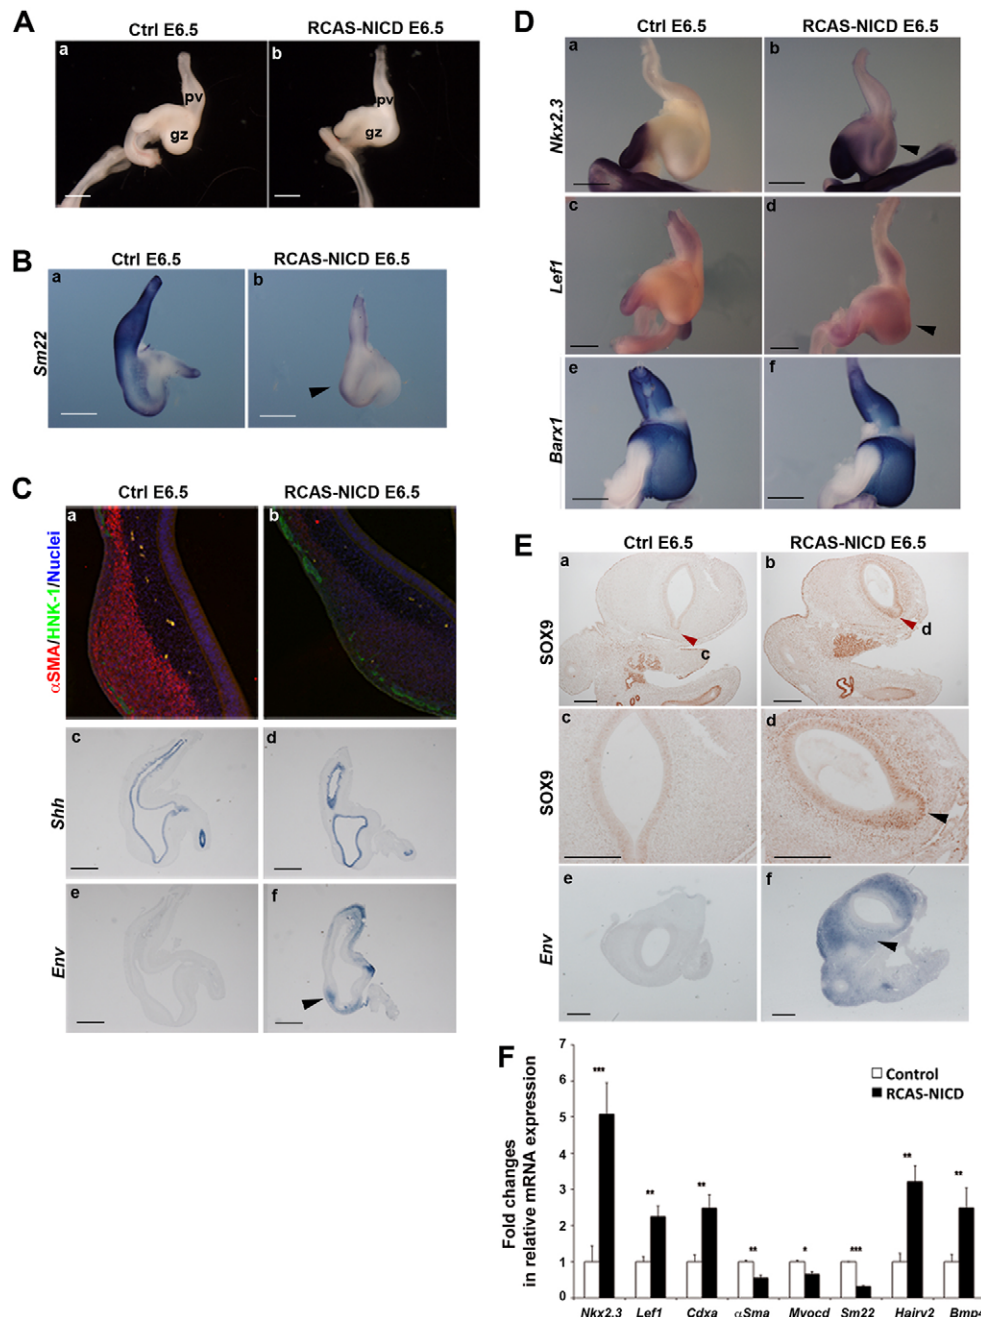 A
Ctrl E6.5
RCAS-NICD E6.5
a
b
pv
pv
gz
gz
B
Ctrl E6.5
RCAS-NICD E6.5
a
b
Sm22
C
Ctrl E6.5
RCAS-NICD E6.5
a
b
αSMA/HNK-1/Nuclei
c
d
Shh
e
f
Env
D
Ctrl E6.5
RCAS-NICD E6.5
a
b
Nkx2.3
c
d
Lef1
e
f
Barx1
E
Ctrl E6.5
RCAS-NICD E6.5
a
b
SOX9
c
d
c
d
SOX9
e
f
Env
F
Fold changes
in relative mRNA expression
7
6
5
4
3
2
1
0
Control
RCAS-NICD
***
**
**
**
*
***
**
**
Nkx2.3 Lef1 Cdxa αSma Myocd Sm22 Hairy2 Bmp4